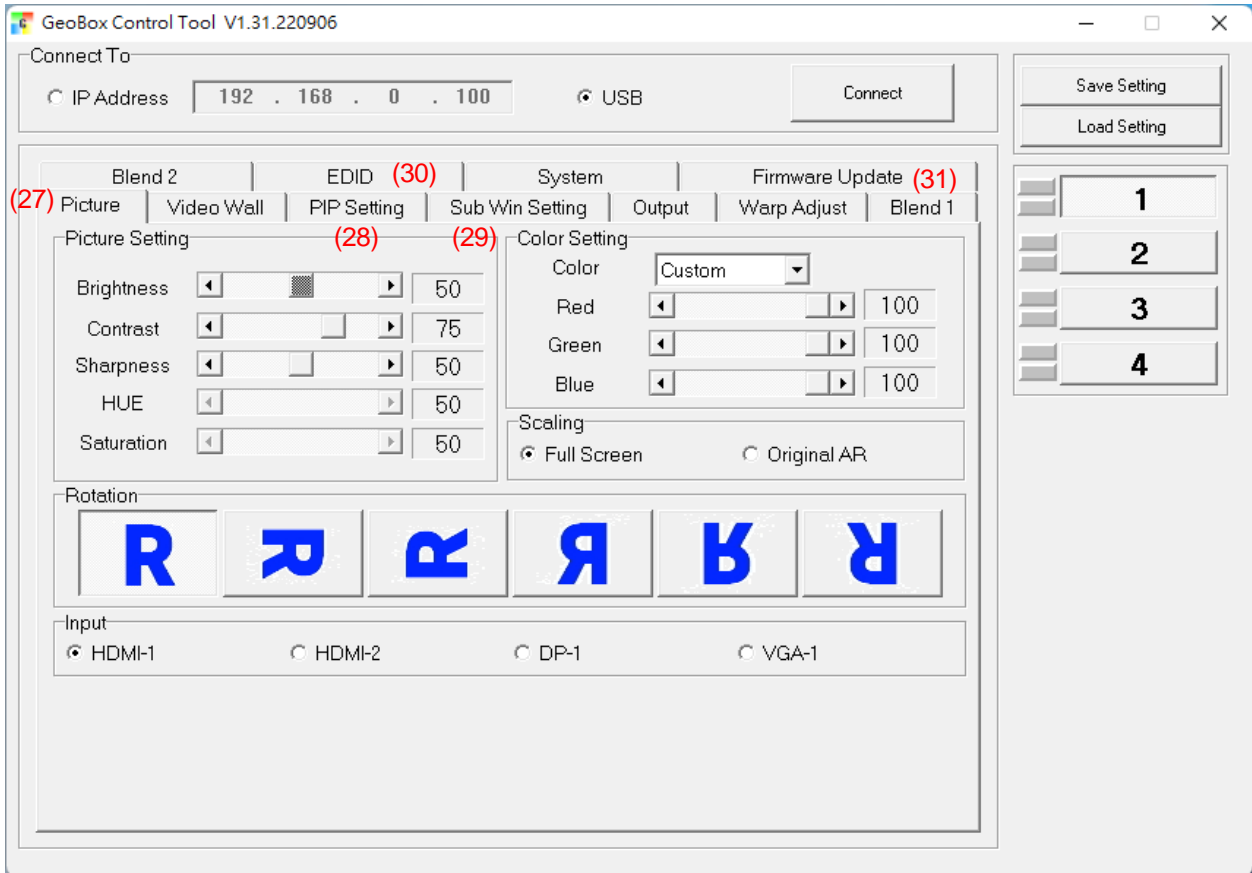 GeoBox Control Tool V1.31.220906
Connect To
IP Address 192 . 168 . 0 . 100 USB Connect
Save Setting
Load Setting
Blend 2 EDID (30) System Firmware Update (31)
(27) Picture Video Wall PIP Setting Sub Win Setting Output Warp Adjust Blend 1
(28) (29)
1
2
3
4
Picture Setting
Brightness 50
Contrast 75
Sharpness 50
HUE 50
Saturation 50
Color Setting
Color Custom
Red 100
Green 100
Blue 100
Scaling
Full Screen Original AR
Rotation
R R R R R R
Input
HDMI-1 HDMI-2 DP-1 VGA-1